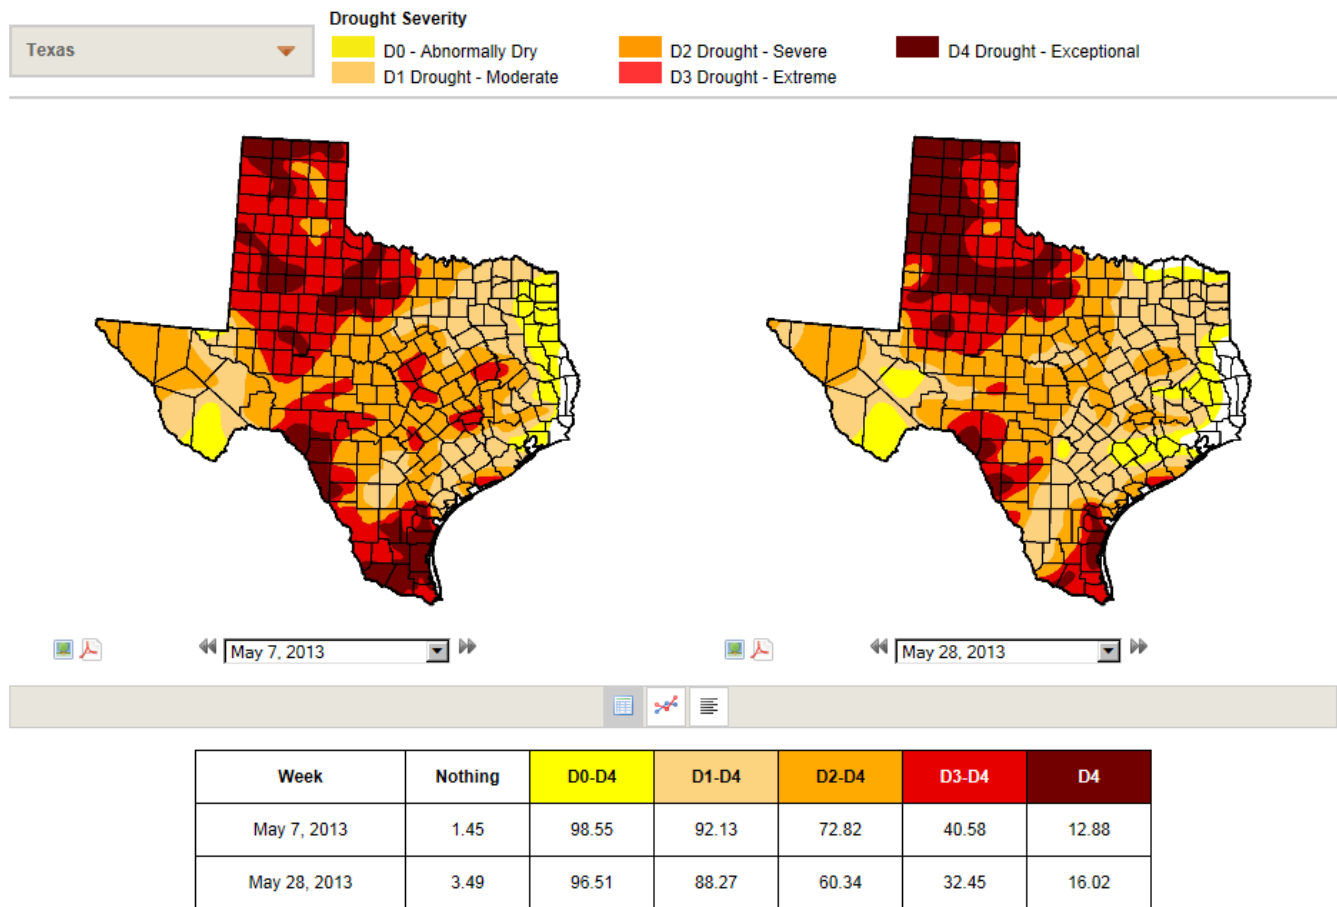 Texas
Drought Severity
D0 - Abnormally Dry
D2 Drought - Severe
D4 Drought - Exceptional
D1 Drought - Moderate
D3 Drought - Extreme
May 7, 2013
May 28, 2013
Week Nothing D0-D4 D1-D4 D2-D4 D3-D4 D4
May 7, 2013 1.45 98.55 92.13 72.82 40.58 12.88
May 28, 2013 3.49 96.51 88.27 60.34 32.45 16.02